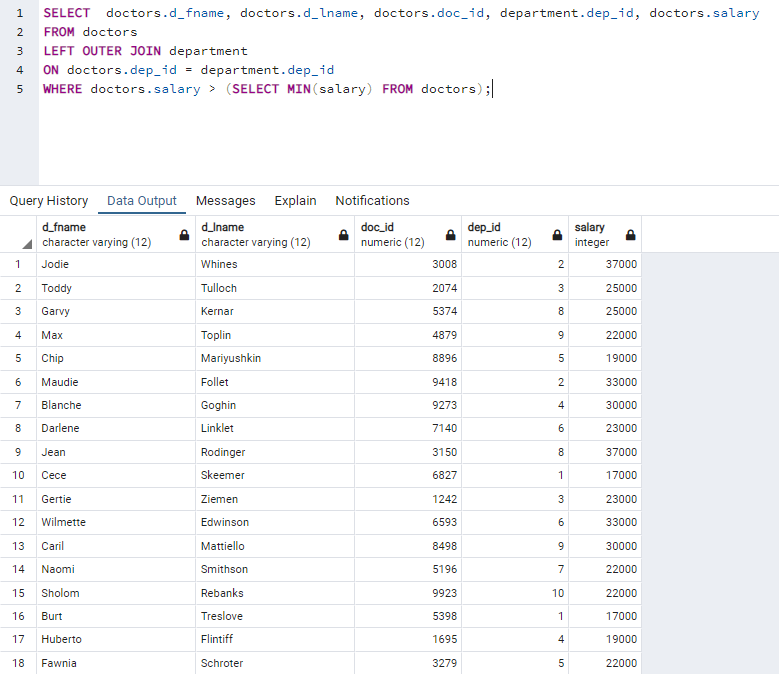 1 SELECT  doctors.d_fname, doctors.d_lname, doctors.doc_id, department.dep_id, doctors.salary
2 FROM doctors
3 LEFT OUTER JOIN department
4 ON doctors.dep_id = department.dep_id
5 WHERE doctors.salary > (SELECT MIN(salary) FROM doctors);
Query History Data Output Messages Explain Notifications
d_fname d_lname doc_id dep_id salary
character varying (12) character varying (12) numeric (12) numeric (12) integer
1 Jodie Whines 3008 2 37000
2 Toddy Tulloch 2074 3 25000
3 Garvy Kernar 5374 8 25000
4 Max Toplin 4879 9 22000
5 Chip Mariyushkin 8896 5 19000
6 Maudie Follet 9418 2 33000
7 Blanche Goghin 9273 4 30000
8 Darlene Linklet 7140 6 23000
9 Jean Rodinger 3150 8 37000
10 Cece Skeemer 6827 1 17000
11 Gertie Ziemen 1242 3 23000
12 Wilmette Edwinson 6593 6 33000
13 Caril Mattiello 8498 9 30000
14 Naomi Smithson 5196 7 22000
15 Sholom Rebanks 9923 10 22000
16 Burt Treslove 5398 1 17000
17 Huberto Flintiff 1695 4 19000
18 Fawnia Schroter 3279 5 22000